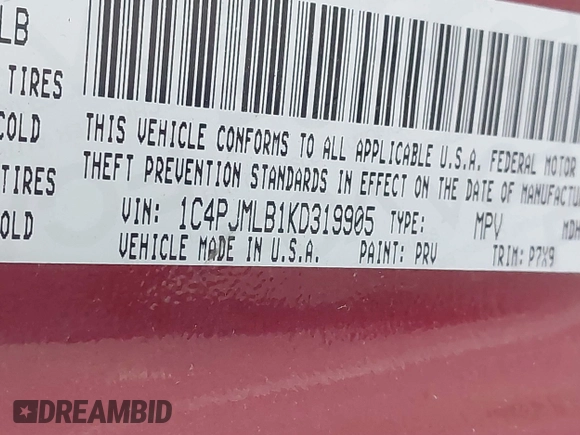 LB
TIRES
COLD
TIRES
OLD
THIS VEHICLE CONFORMS TO ALL APPLICABLE U.S.A. FEDERAL MOTOR
THEFT PREVENTION STANDARDS IN EFFECT ON THE DATE OF MANUFACTU
VIN: 1C4PJMLB1KD319905 TYPE: MPV MDH
VEHICLE MADE IN U.S.A. PAINT: PRV TRIM: P7X9
DREAMBID